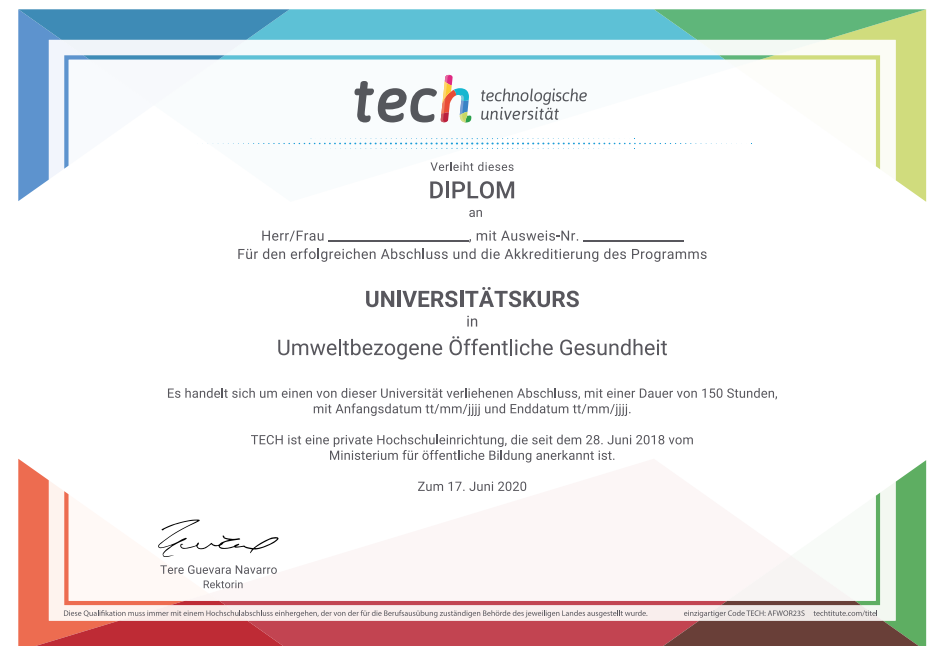 tech technologische
universität
Verleiht dieses
DIPLOM
an
Herr/Frau ____________________, mit Ausweis-Nr. ______________
Für den erfolgreichen Abschluss und die Akkreditierung des Programms
UNIVERSITÄTSKURS
in
Umweltbezogene Öffentliche Gesundheit
Es handelt sich um einen von dieser Universität verliehenen Abschluss, mit einer Dauer von 150 Stunden,
mit Anfangsdatum tt/mm/jjjj und Enddatum tt/mm/jjjj.
TECH ist eine private Hochschuleinrichtung, die seit dem 28. Juni 2018 vom
Ministerium für öffentliche Bildung anerkannt ist.
Zum 17. Juni 2020
Tere Guevara Navarro
Rektorin
Diese Qualifikation muss immer mit einem Hochschulabschluss einhergehen, der von der für die Berufsausübung zuständigen Behörde des jeweiligen Landes ausgestellt wurde. einzigartiger Code TECH: AFWOR23S techtitute.com/titel